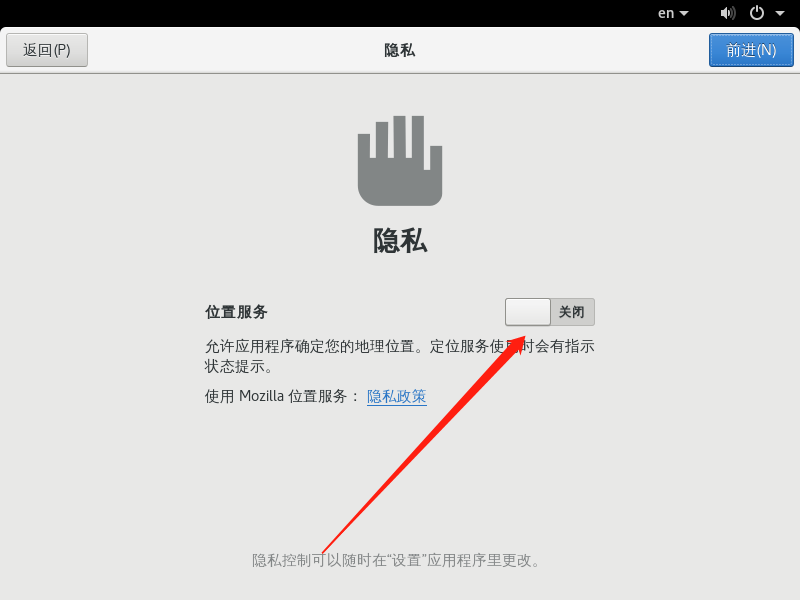 en
返回(P)
隐私
前进(N)
隐私
位置服务
关闭
允许应用程序确定您的地理位置。定位服务使用时会有指示
状态提示。
使用 Mozilla 位置服务： 隐私政策
隐私控制可以随时在“设置”应用程序里更改。